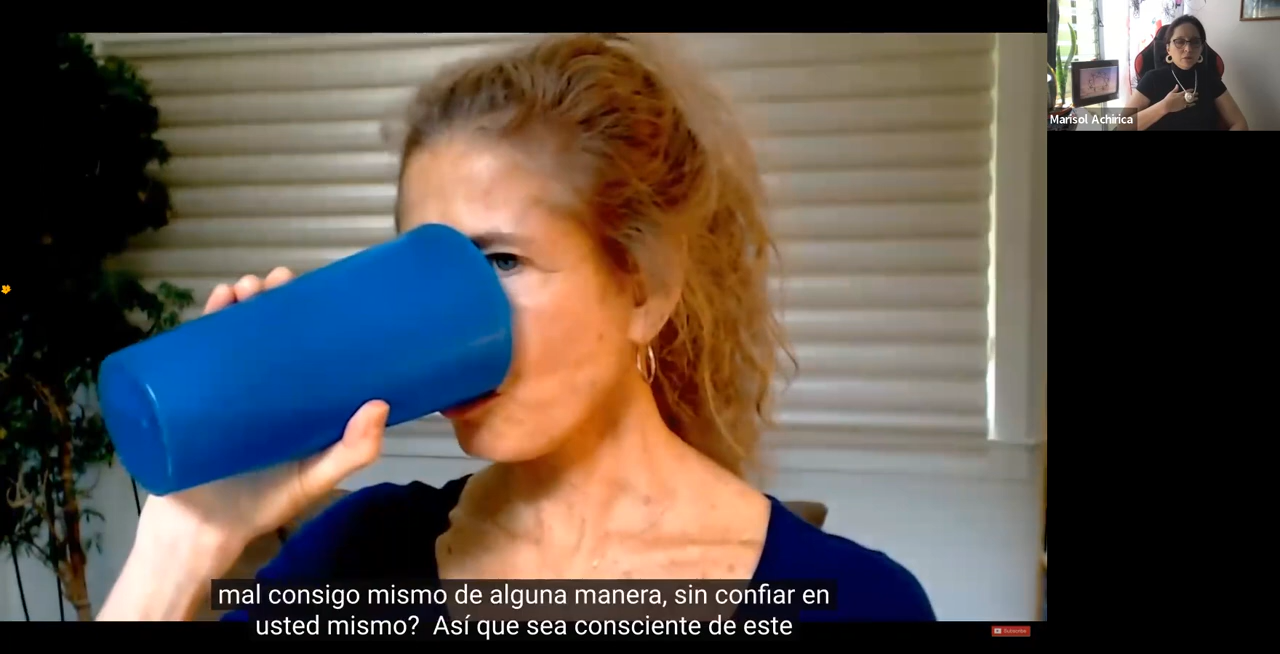 Marisol Achirica
mal consigo mismo de alguna manera, sin confiar en
usted mismo?  Así que sea consciente de este
Subscribe